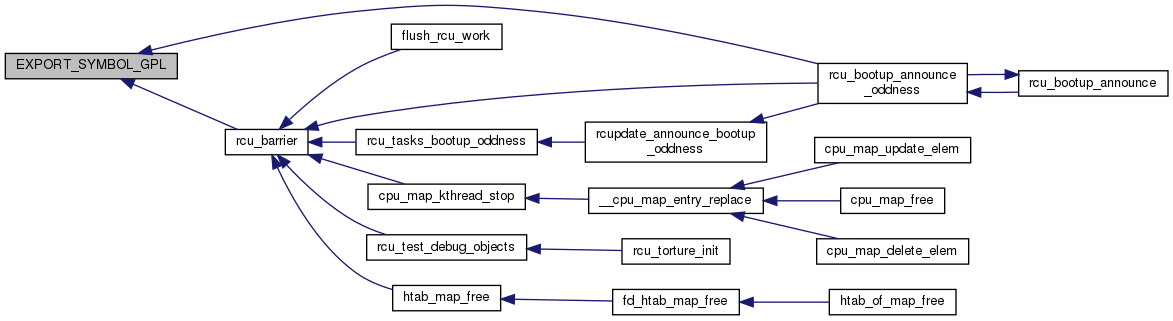 EXPORT_SYMBOL_GPL
rcu_barrier
flush_rcu_work
rcu_tasks_bootup_oddness
cpu_map_kthread_stop
rcu_test_debug_objects
htab_map_free
rcupdate_announce_bootup
_oddness
__cpu_map_entry_replace
rcu_torture_init
fd_htab_map_free
rcu_bootup_announce
_oddness
cpu_map_update_elem
cpu_map_free
cpu_map_delete_elem
htab_of_map_free
rcu_bootup_announce